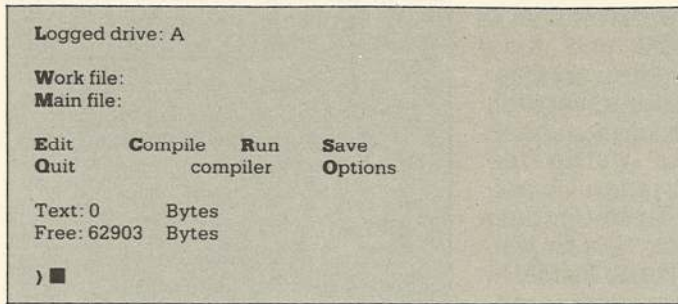 Logged drive: A
Work file:
Main file:
Edit Compile Run Save
Quit compiler Options
Text: 0 Bytes
Free: 62903 Bytes
)